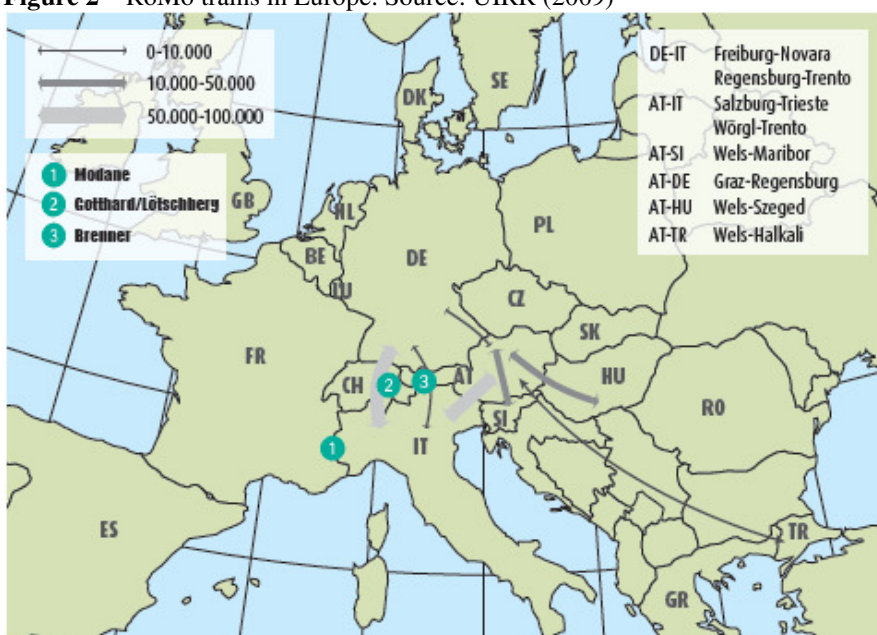 Figure 2 RoMo trains in Europe. Source: UIRR (2009)
0-10.000
10.000-50.000
50.000-100.000
1 Modane
2 Gotthard/Lötschberg
3 Brenner
DE-IT Freiburg-Novara
Regensburg-Trento
AT-IT Salzburg-Trieste
Wörgl-Trento
AT-SI Wels-Maribor
AT-DE Graz-Regensburg
AT-HU Wels-Szeged
AT-TR Wels-Halkali
SE
DK
GB
NL
PL
BE
DE
LU
CZ
SK
FR
CH
2
3
AT
HU
RO
SI
1
IT
ES
TR
GR